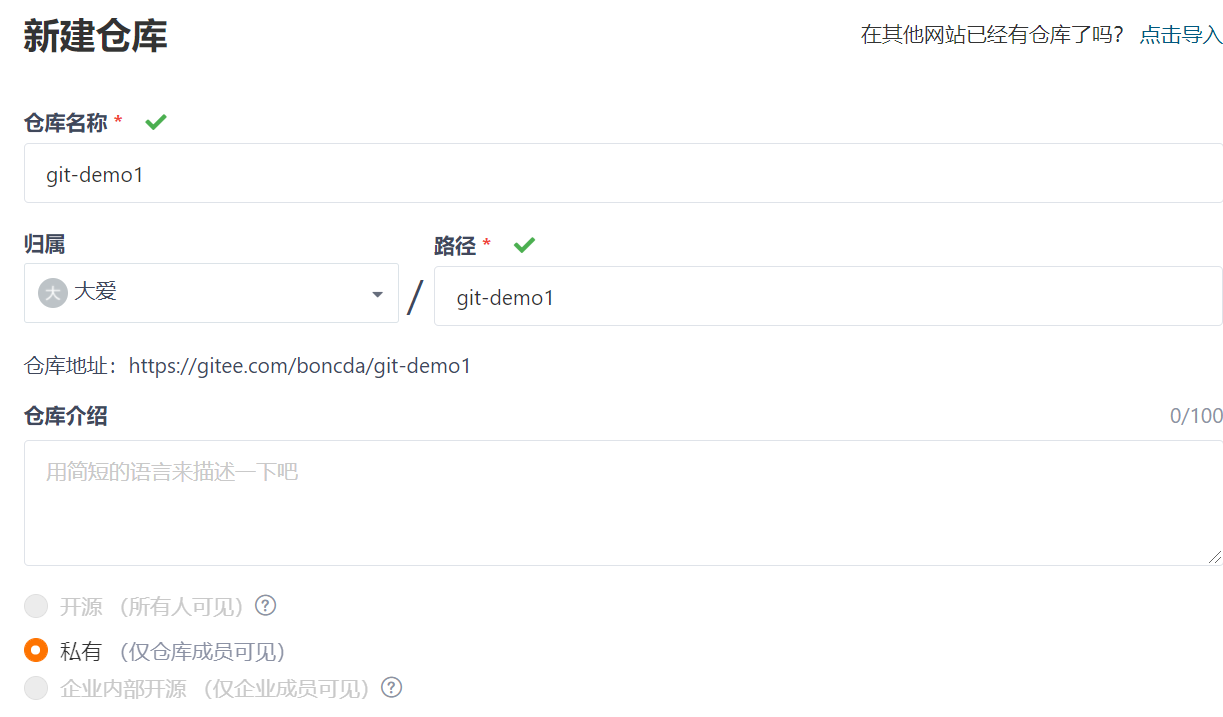 新建仓库
在其他网站已经有仓库了吗? 点击导入
仓库名称 *
git-demo1
归属
路径 *
大 大爱
/
git-demo1
仓库地址：https://gitee.com/boncda/git-demo1
仓库介绍
0/100
用简短的语言来描述一下吧
开源 （所有人可见） ?
私有 （仅仓库成员可见）
企业内部开源 （仅企业成员可见） ?